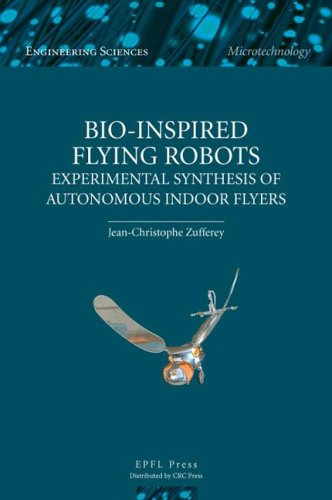 Engineering Sciences
Microtechnology
BIO-INSPIRED
FLYING ROBOTS
EXPERIMENTAL SYNTHESIS OF
AUTONOMOUS INDOOR FLYERS
Jean-Christophe Zufferey
EPFL Press
Distributed by CRC Press